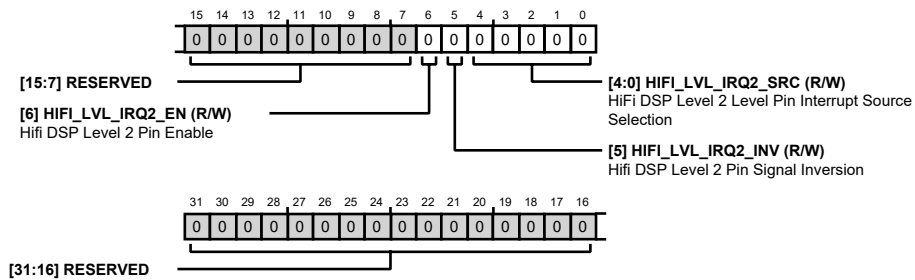 15 14 13 12 11 10 9 8 7 6 5 4 3 2 1 0
0 0 0 0 0 0 0 0 0 0 0 0 0 0 0 0
[15:7] RESERVED
[6] HIFI_LVL_IRQ2_EN (R/W)
Hifi DSP Level 2 Pin Enable
[4:0] HIFI_LVL_IRQ2_SRC (R/W)
HiFi DSP Level 2 Level Pin Interrupt Source
Selection
[5] HIFI_LVL_IRQ2_INV (R/W)
Hifi DSP Level 2 Pin Signal Inversion
31 30 29 28 27 26 25 24 23 22 21 20 19 18 17 16
0 0 0 0 0 0 0 0 0 0 0 0 0 0 0 0
[31:16] RESERVED